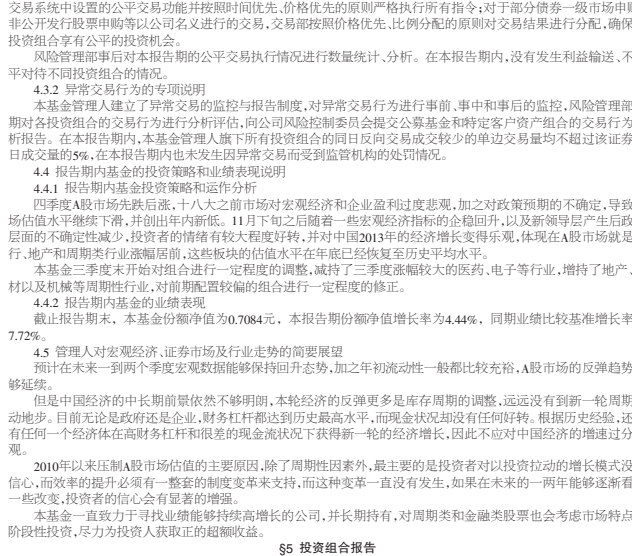 交易系统中设置的公平交易功能并按照时间优先、价格优先的原则严格执行所有指令；对于部分债券一级市场申购
非公开发行股票申购等以公司名义进行的交易，交易部按照价格优先、比例分配的原则对交易结果进行分配，确保
投资组合享有公平的投资机会。
风险管理部事后对本报告期的公平交易执行情况进行数量统计、分析。在本报告期内，没有发生利益输送、不
平对待不同投资组合的情况。
4.3.2 异常交易行为的专项说明
本基金管理人建立了异常交易的监控与报告制度，对异常交易行为进行事前、事中和事后的监控，风险管理部
期对各投资组合的交易行为进行分析评估，向公司风险控制委员会提交公募基金和特定客户资产组合的交易行为
析报告。在本报告期内，本基金管理人旗下所有投资组合的同日反向交易成交较少的单边交易量均不超过该证券
日成交量的5%，在本报告期内也未发生因异常交易而受到监管机构的处罚情况。
4.4 报告期内基金的投资策略和业绩表现说明
4.4.1 报告期内基金投资策略和运作分析
四季度A股市场先跌后涨，十八大之前市场对宏观经济和企业盈利过度悲观，加之对政策预期的不确定，导致
场估值水平继续下滑，并创出年内新低。11月下旬之后随着一些宏观经济指标的企稳回升，以及新领导层产生后政
层面的不确定性减少，投资者的情绪有较大程度好转，并对中国2013年的经济增长变得乐观，体现在A股市场就是
行、地产和周期类行业涨幅居前，这些板块的估值水平在年底已经恢复至历史平均水平。
本基金三季度末开始对组合进行一定程度的调整，减持了三季度涨幅较大的医药、电子等行业，增持了地产、
材以及机械等周期性行业，对前期配置较偏的组合进行一定程度的修正。
4.4.2 报告期内基金的业绩表现
截止报告期末，本基金份额净值为0.7084元，本报告期份额净值增长率为4.44%，同期业绩比较基准增长率
7.72%。
4.5 管理人对宏观经济、证券市场及行业走势的简要展望
预计在未来一到两个季度宏观数据能够保持回升态势，加之年初流动性一般都比较充裕，A股市场的反弹趋势
够延续。
但是中国经济的中长期前景依然不够明朗，本轮经济的反弹更多是库存周期的调整，远远没有到新一轮周期
动地步。目前无论是政府还是企业，财务杠杆都达到历史最高水平，而现金状况却没有任何好转。根据历史经验，还
有任何一个经济体在高财务杠杆和很差的现金流状况下获得新一轮的经济增长，因此不应对中国经济的增速过分
观。
2010年以来压制A股市场估值的主要原因，除了周期性因素外，最主要的是投资者对以投资拉动的增长模式没
信心，而效率的提升必须有一整套的制度变革来支持，而这种变革一直没有发生，如果在未来的一两年能够逐渐看
一些改变，投资者的信心会有显著的增强。
本基金一直致力于寻找业绩能够持续高增长的公司，并长期持有，对周期类和金融类股票也会考虑市场特点
阶段性投资，尽力为投资人获取正的超额收益。
§5 投资组合报告